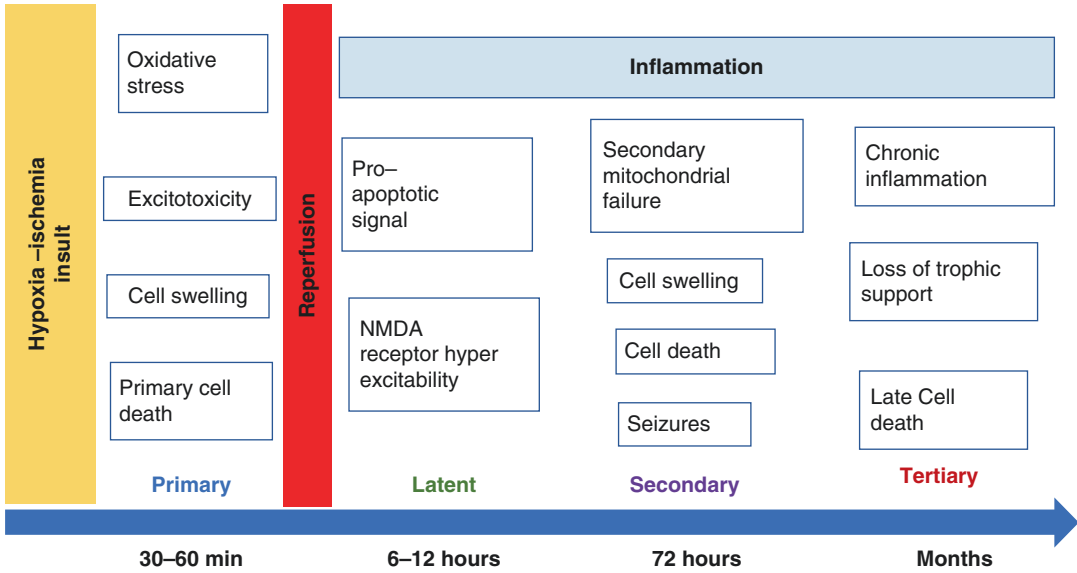 Hypoxia –ischemia
insult
Oxidative
stress
Excitotoxicity
Cell swelling
Primary cell
death
Primary
Reperfusion
Inflammation
Pro–
apoptotic
signal
NMDA
receptor hyper
excitability
Latent
Secondary
mitochondrial
failure
Cell swelling
Cell death
Seizures
Secondary
Chronic
inflammation
Loss of trophic
support
Late Cell
death
Tertiary
30–60 min
6–12 hours
72 hours
Months